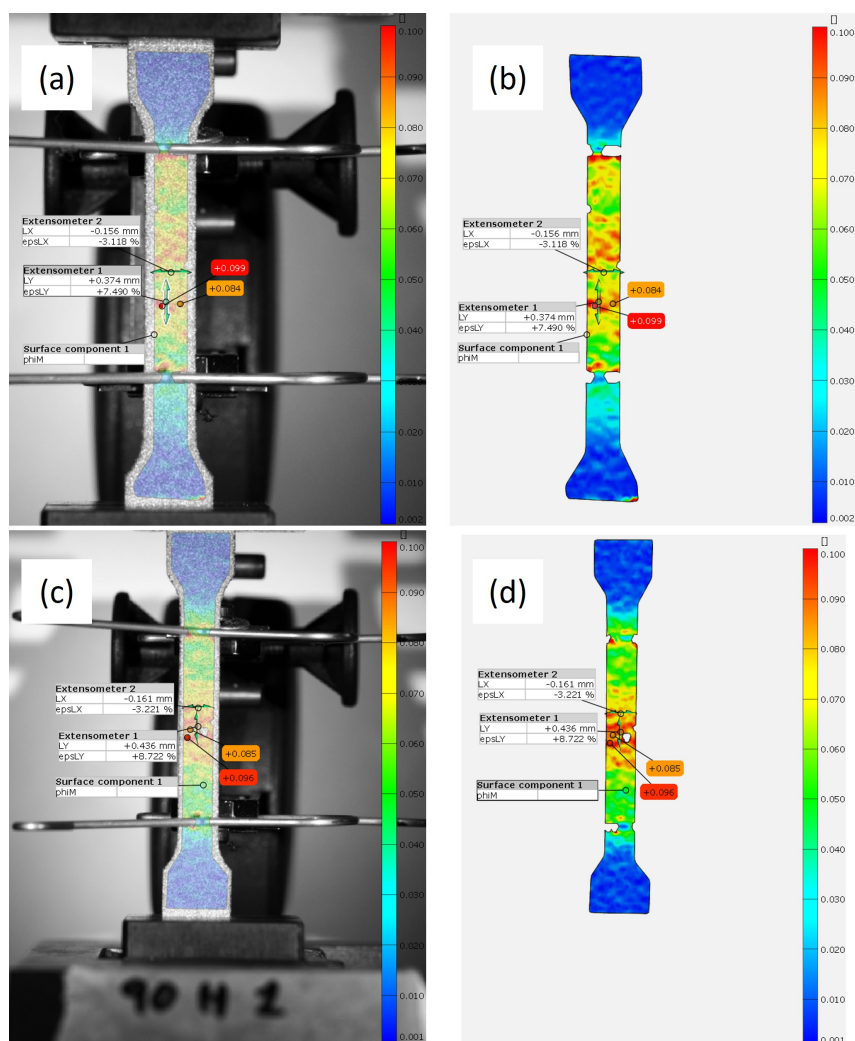 (a)
[]
0.100
0.090
0.080
0.070
0.060
0.050
0.040
0.030
0.020
0.010
0.002
Extensometer 2
LX -0.156 mm
epsLX -3.118 %
Extensometer 1
LY +0.374 mm
epsLY +7.490 %
+0.099
+0.084
Surface component 1
phiM
(b)
[]
0.100
0.090
0.080
0.070
0.060
0.050
0.040
0.030
0.020
0.010
0.002
Extensometer 2
LX -0.156 mm
epsLX -3.118 %
Extensometer 1
LY +0.374 mm
epsLY +7.490 %
+0.084
+0.099
Surface component 1
phiM
(c)
[]
0.100
0.090
0.080
0.070
0.060
0.050
0.040
0.030
0.020
0.010
0.001
Extensometer 2
LX -0.161 mm
epsLX -3.221 %
Extensometer 1
LY +0.436 mm
epsLY +8.722 %
+0.085
+0.096
Surface component 1
phiM
90 H 1
(d)
[]
0.100
0.090
0.080
0.070
0.060
0.050
0.040
0.030
0.020
0.010
0.001
Extensometer 2
LX -0.161 mm
epsLX -3.221 %
Extensometer 1
LY +0.436 mm
epsLY +8.722 %
+0.085
+0.096
Surface component 1
phiM